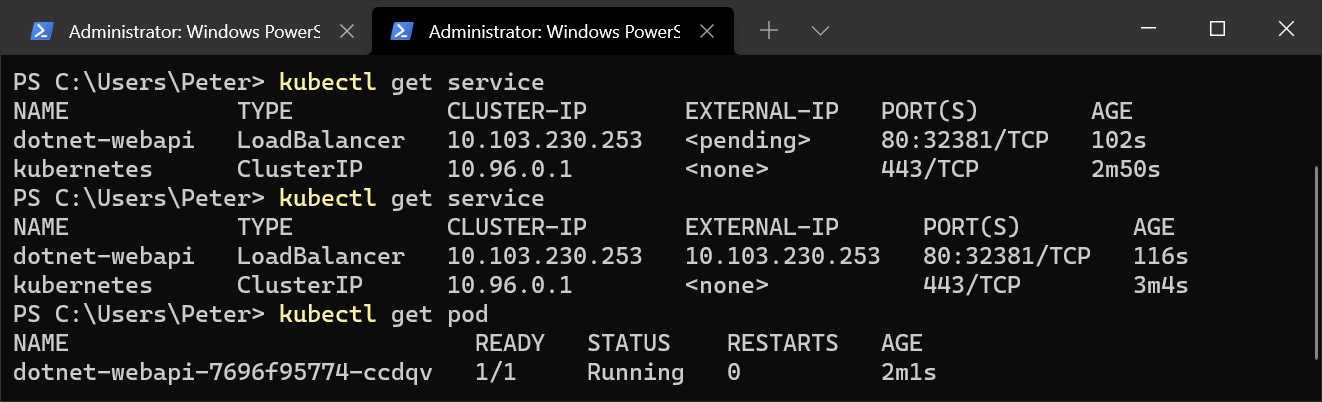 Administrator: Windows PowerS Administrator: Windows PowerS
PS C:\Users\Peter> kubectl get service
NAME TYPE CLUSTER-IP EXTERNAL-IP PORT(S) AGE
dotnet-webapi LoadBalancer 10.103.230.253 <pending> 80:32381/TCP 102s
kubernetes ClusterIP 10.96.0.1 <none> 443/TCP 2m50s
PS C:\Users\Peter> kubectl get service
NAME TYPE CLUSTER-IP EXTERNAL-IP PORT(S) AGE
dotnet-webapi LoadBalancer 10.103.230.253 10.103.230.253 80:32381/TCP 116s
kubernetes ClusterIP 10.96.0.1 <none> 443/TCP 3m4s
PS C:\Users\Peter> kubectl get pod
NAME READY STATUS RESTARTS AGE
dotnet-webapi-7696f95774-ccdqv 1/1 Running 0 2m1s